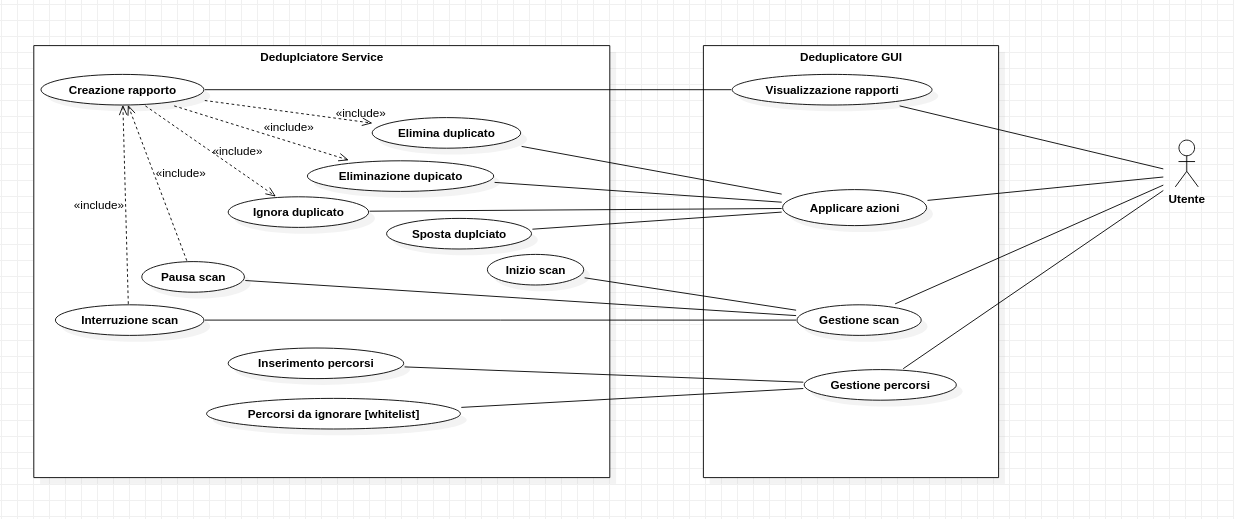 Deduplciatore Service
Deduplicatore GUI
Creazione rapporto
Visualizzazione rapporti
«include»
Elimina duplicato
«include»
«include»
Eliminazione dupicato
«include»
Utente
«include»
Ignora duplicato
Applicare azioni
Sposta duplciato
Inizio scan
Pausa scan
Interruzione scan
Gestione scan
Inserimento percorsi
Gestione percorsi
Percorsi da ignorare [whitelist]